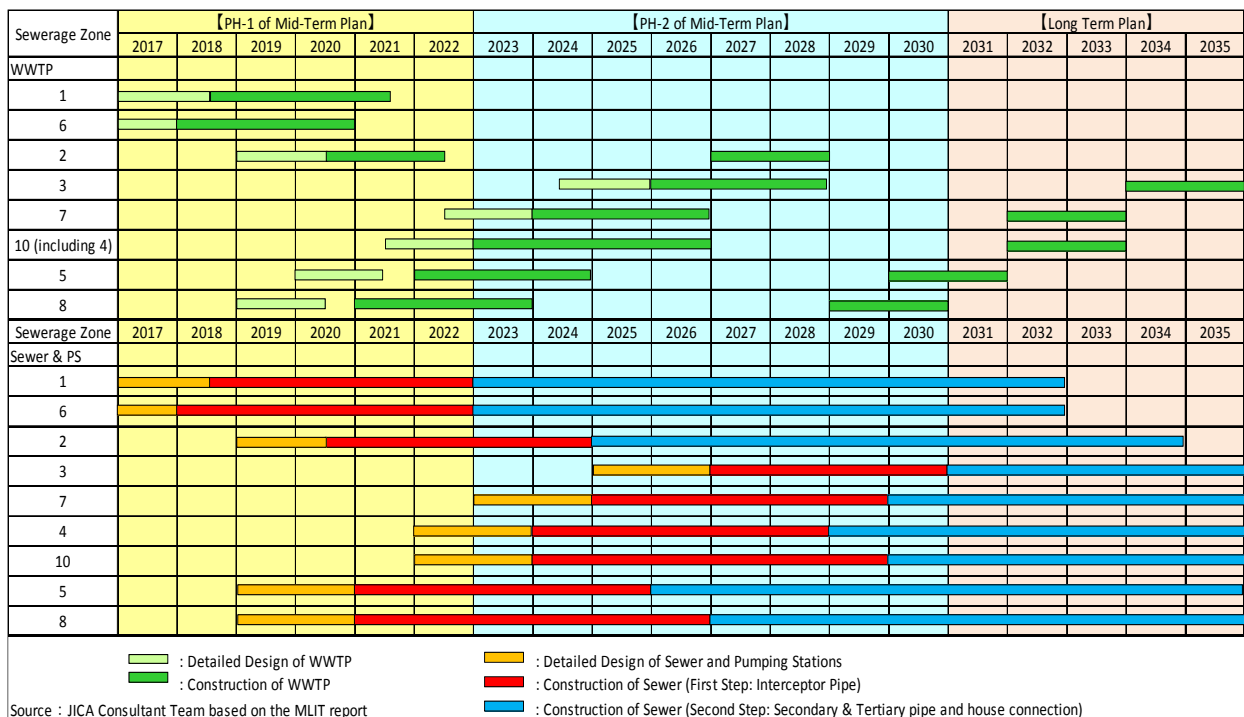 Sewerage Zone 【PH-1 of Mid-Term Plan】 【PH-2 of Mid-Term Plan】 【Long Term Plan】
2017 2018 2019 2020 2021 2022 2023 2024 2025 2026 2027 2028 2029 2030 2031 2032 2033 2034 2035
WWTP
1
6
2
3
7
10 (including 4)
5
8
Sewerage Zone 2017 2018 2019 2020 2021 2022 2023 2024 2025 2026 2027 2028 2029 2030 2031 2032 2033 2034 2035
Sewer & PS
1
6
2
3
7
4
10
5
8
: Detailed Design of WWTP : Detailed Design of Sewer and Pumping Stations
: Construction of WWTP : Construction of Sewer (First Step: Interceptor Pipe)
Source：JICA Consultant Team based on the MLIT report : Construction of Sewer (Second Step: Secondary & Tertiary pipe and house connection)